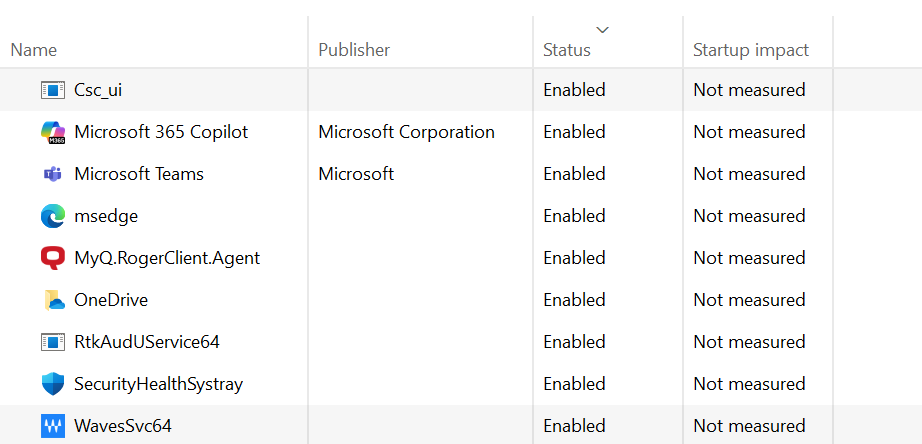 Name Publisher Status Startup impact
Csc_ui Enabled Not measured
Microsoft 365 Copilot Microsoft Corporation Enabled Not measured
Microsoft Teams Microsoft Enabled Not measured
msedge Enabled Not measured
MyQ.RogerClient.Agent Enabled Not measured
OneDrive Enabled Not measured
RtkAudUService64 Enabled Not measured
SecurityHealthSystray Enabled Not measured
WavesSvc64 Enabled Not measured